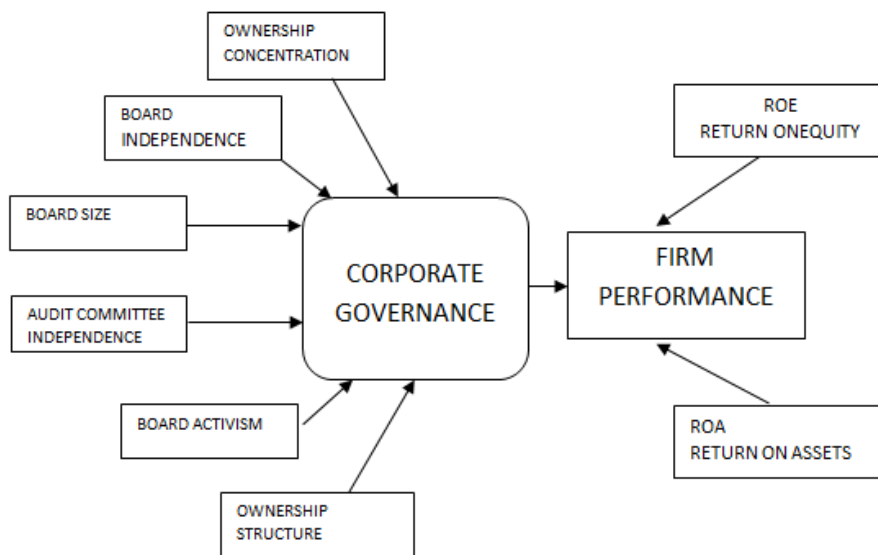 OWNERSHIP
CONCENTRATION
BOARD
INDEPENDENCE
ROE
RETURN ONEQUITY
BOARD SIZE
CORPORATE
GOVERNANCE
FIRM
PERFORMANCE
AUDIT COMMITTEE
INDEPENDENCE
BOARD ACTIVISM
ROA
RETURN ON ASSETS
OWNERSHIP
STRUCTURE